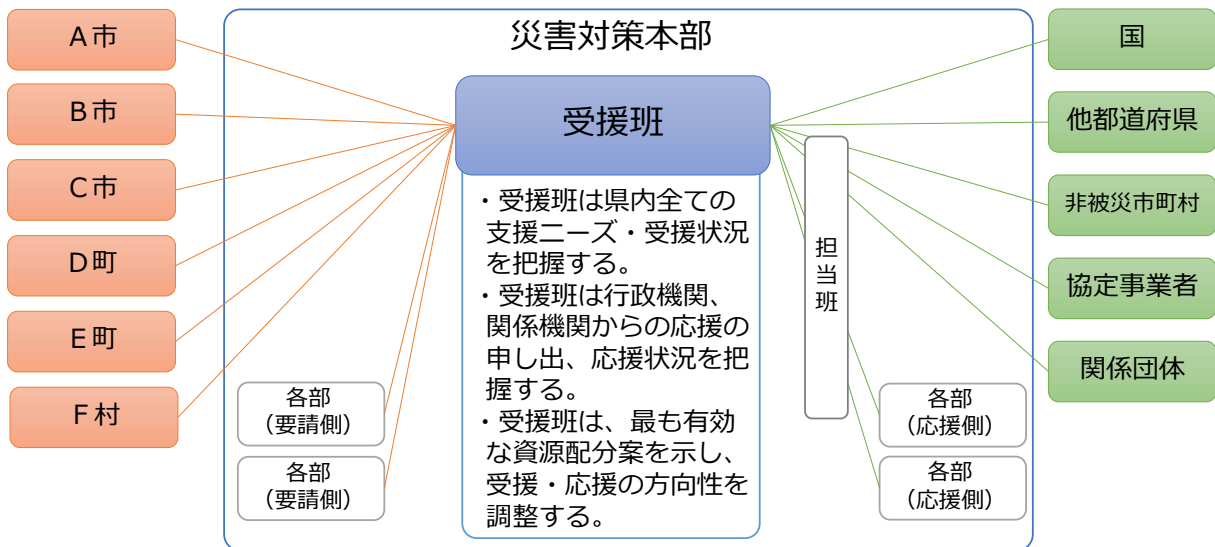 災害対策本部
A市
B市
C市
D町
E町
F村
受援班
・受援班は県内全ての
支援ニーズ・受援状況
を把握する。
・受援班は行政機関、
関係機関からの応援の
申し出、応援状況を把
握する。
・受援班は、最も有効
な資源配分案を示し、
受援・応援の方向性を
調整する。
各部
（要請側）
各部
（要請側）
担当班
各部
（応援側）
各部
（応援側）
国
他都道府県
非被災市町村
協定事業者
関係団体